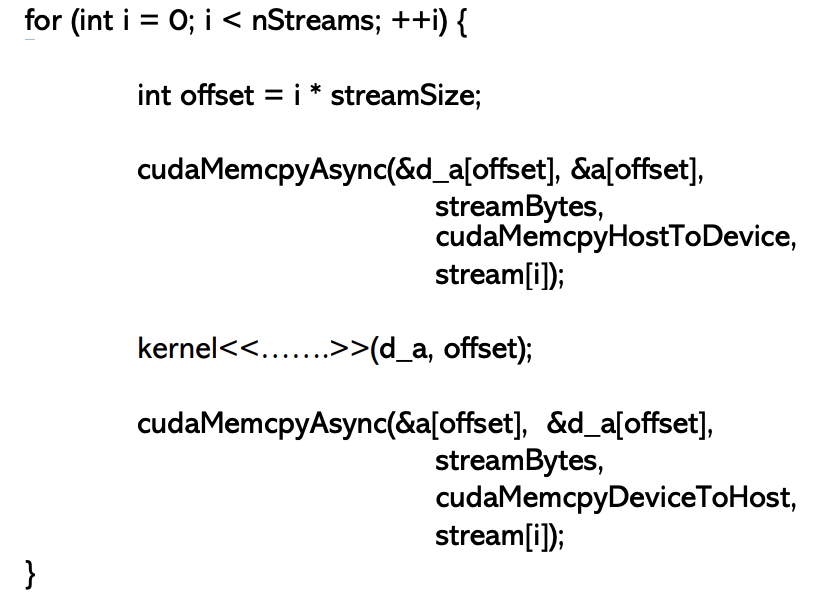 for (int i = 0; i < nStreams; ++i) {
int offset = i * streamSize;
cudaMemcpyAsync(&d_a[offset], &a[offset],
streamBytes,
cudaMemcpyHostToDevice,
stream[i]);
kernel<<.......>>(d_a, offset);
cudaMemcpyAsync(&a[offset], &d_a[offset],
streamBytes,
cudaMemcpyDeviceToHost,
stream[i]);
}